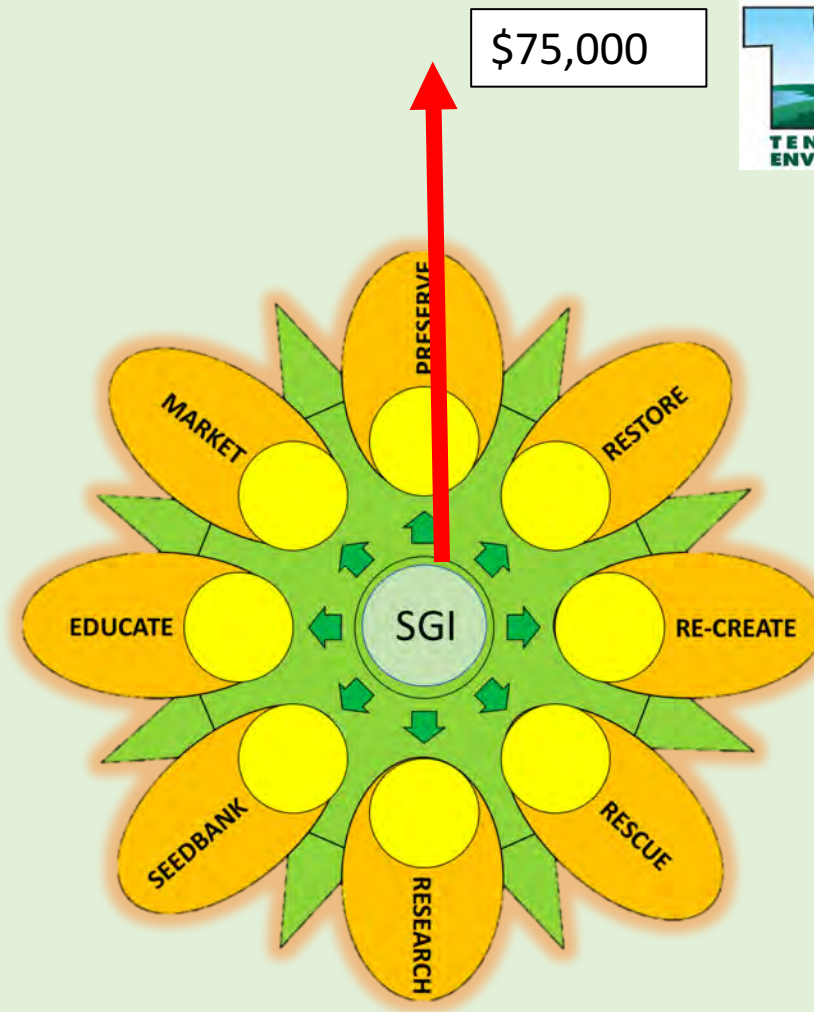 $75,000
PRESERVE
MARKET
RESTORE
EDUCATE
SGI
RE-CREATE
SEEDBANK
RESCUE
RESEARCH